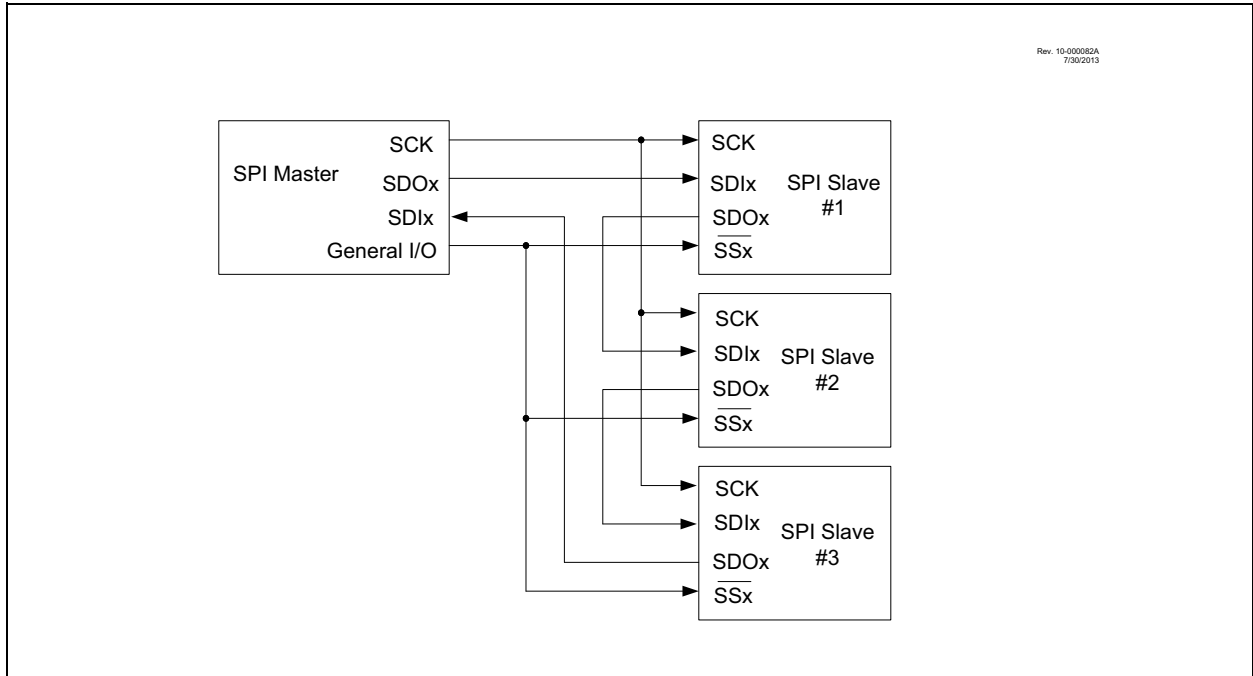 Rev. 10-000082A
7/30/2013
SPI Master
SCK
SDOx
SDIx
General I/O
SCK
SDIx
SDOx
SSx
SPI Slave
#1
SCK
SDIx
SDOx
SSx
SPI Slave
#2
SCK
SDIx
SDOx
SSx
SPI Slave
#3